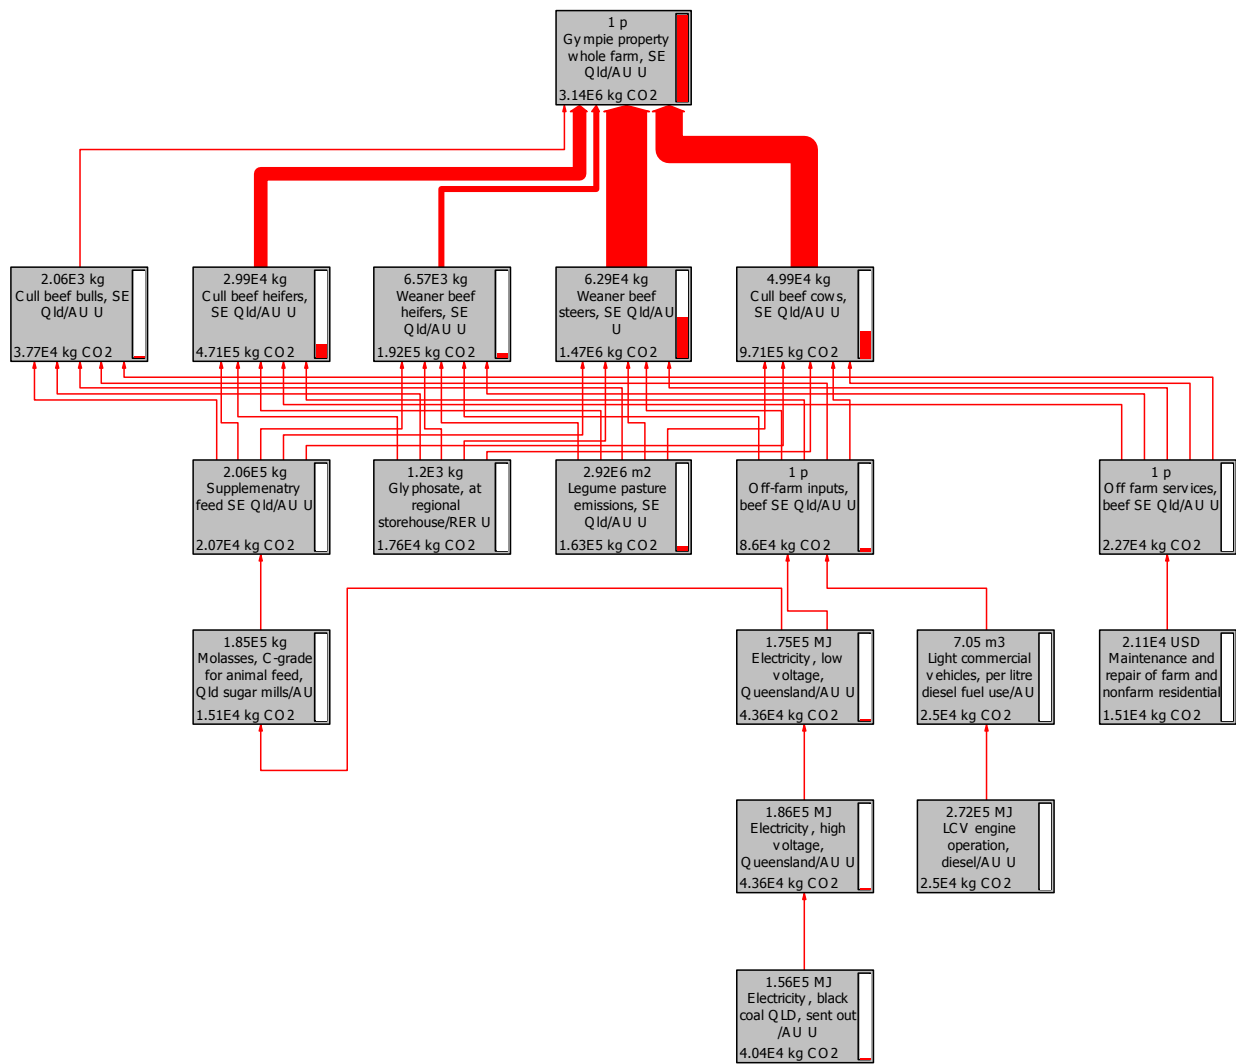 1 p
Gympie property
whole farm, SE
Qld/AU U
3.14E6 kg CO2
2.06E3 kg
Cull beef bulls, SE
Qld/AU U
3.77E4 kg CO2
2.99E4 kg
Cull beef heifers,
SE Qld/AU U
4.71E5 kg CO2
6.57E3 kg
Weaner beef
heifers, SE
Qld/AU U
1.92E5 kg CO2
6.29E4 kg
Weaner beef
steers, SE Qld/AU
U
1.47E6 kg CO2
4.99E4 kg
Cull beef cows,
SE Qld/AU U
9.71E5 kg CO2
2.06E5 kg
Supplemenatry
feed SE Qld/AU U
2.07E4 kg CO2
1.2E3 kg
Glyphosate, at
regional
storehouse/RER U
1.76E4 kg CO2
2.92E6 m2
Legume pasture
emissions, SE
Qld/AU U
1.63E5 kg CO2
1 p
Off-farm inputs,
beef SE Qld/AU U
8.6E4 kg CO2
1 p
Off farm services,
beef SE Qld/AU U
2.27E4 kg CO2
1.85E5 kg
Molasses, C-grade
for animal feed,
Qld sugar mills/AU
1.51E4 kg CO2
1.75E5 MJ
Electricity, low
voltage,
Queensland/AU U
4.36E4 kg CO2
7.05 m3
Light commercial
vehicles, per litre
diesel fuel use/AU
2.5E4 kg CO2
2.11E4 USD
Maintenance and
repair of farm and
nonfarm residential
1.51E4 kg CO2
1.86E5 MJ
Electricity, high
voltage,
Queensland/AU U
4.36E4 kg CO2
2.72E5 MJ
LCV engine
operation,
diesel/AU U
2.5E4 kg CO2
1.56E5 MJ
Electricity, black
coal QLD, sent out
/AU U
4.04E4 kg CO2